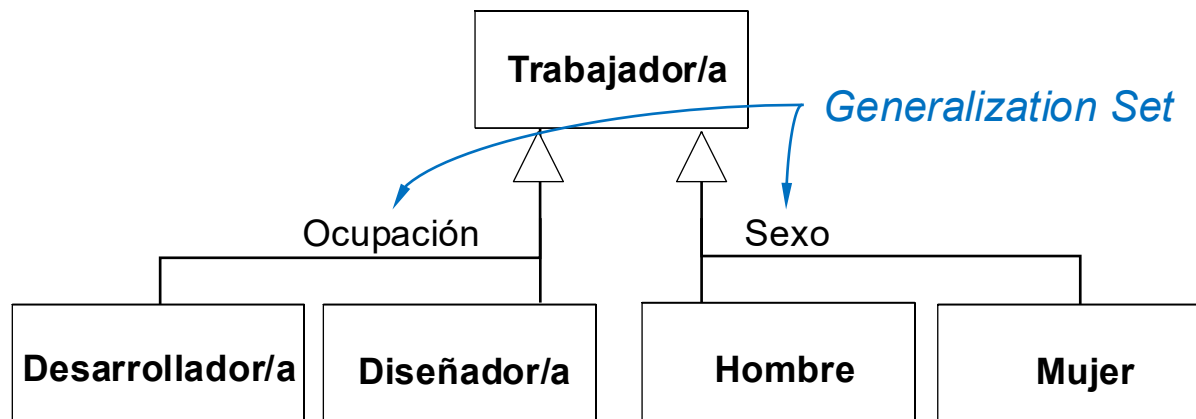 Trabajador/a
Generalization Set
Ocupación
Sexo
Desarrollador/a
Diseñador/a
Hombre
Mujer